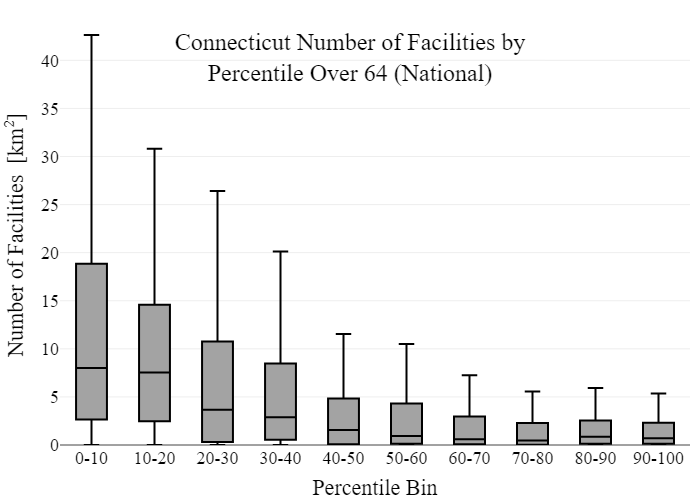 Connecticut Number of Facilities by
Percentile Over 64 (National)
Number of Facilities [km²]
40
35
30
25
20
15
10
5
0
0-10 10-20 20-30 30-40 40-50 50-60 60-70 70-80 80-90 90-100
Percentile Bin